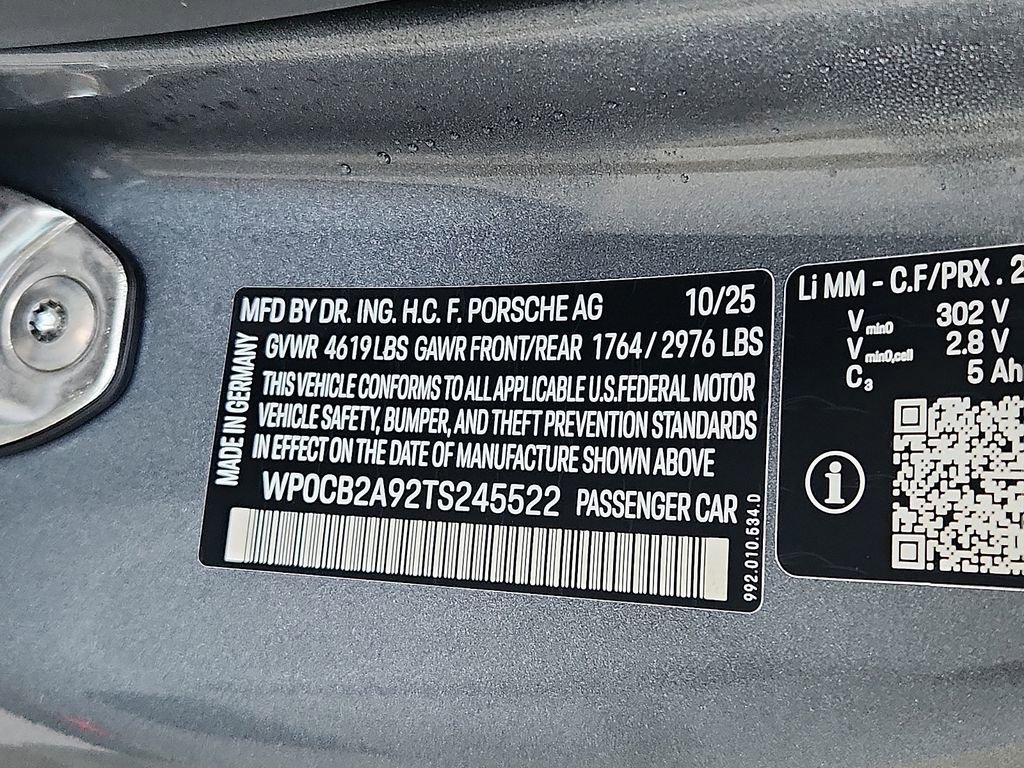 MFD BY DR. ING. H.C. F. PORSCHE AG 10/25
GVWR 4619 LBS GAWR FRONT/REAR 1764 / 2976 LBS
THIS VEHICLE CONFORMS TO ALL APPLICABLE U.S.FEDERAL MOTOR
VEHICLE SAFETY, BUMPER, AND THEFT PREVENTION STANDARDS
IN EFFECT ON THE DATE OF MANUFACTURE SHOWN ABOVE
WP0CB2A92TS245522 PASSENGER CAR
MADE IN GERMANY
992.010.534.0
Li MM - C.F/PRX . 2
Vmin0 302 V
Vmin0,cell 2.8 V
C3 5 Ah
i